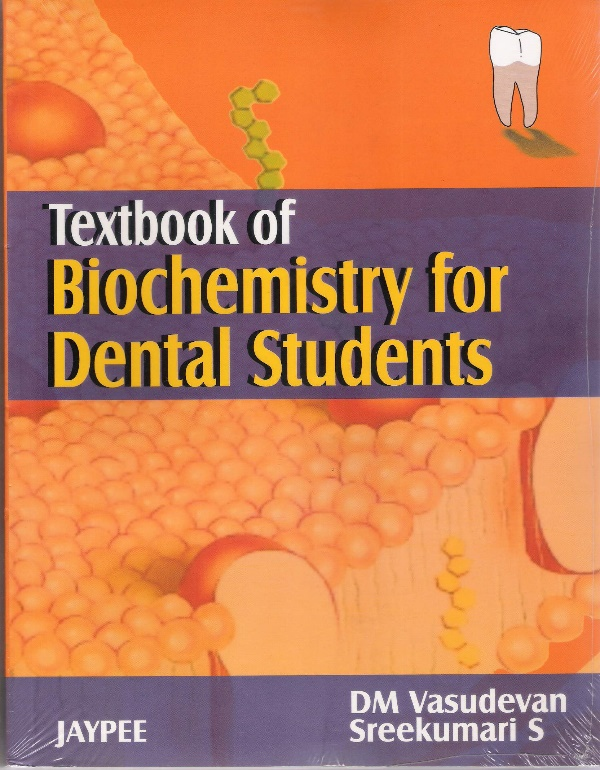 Textbook of
Biochemistry for
Dental Students
DM Vasudevan
Sreekumari S
JAYPEE